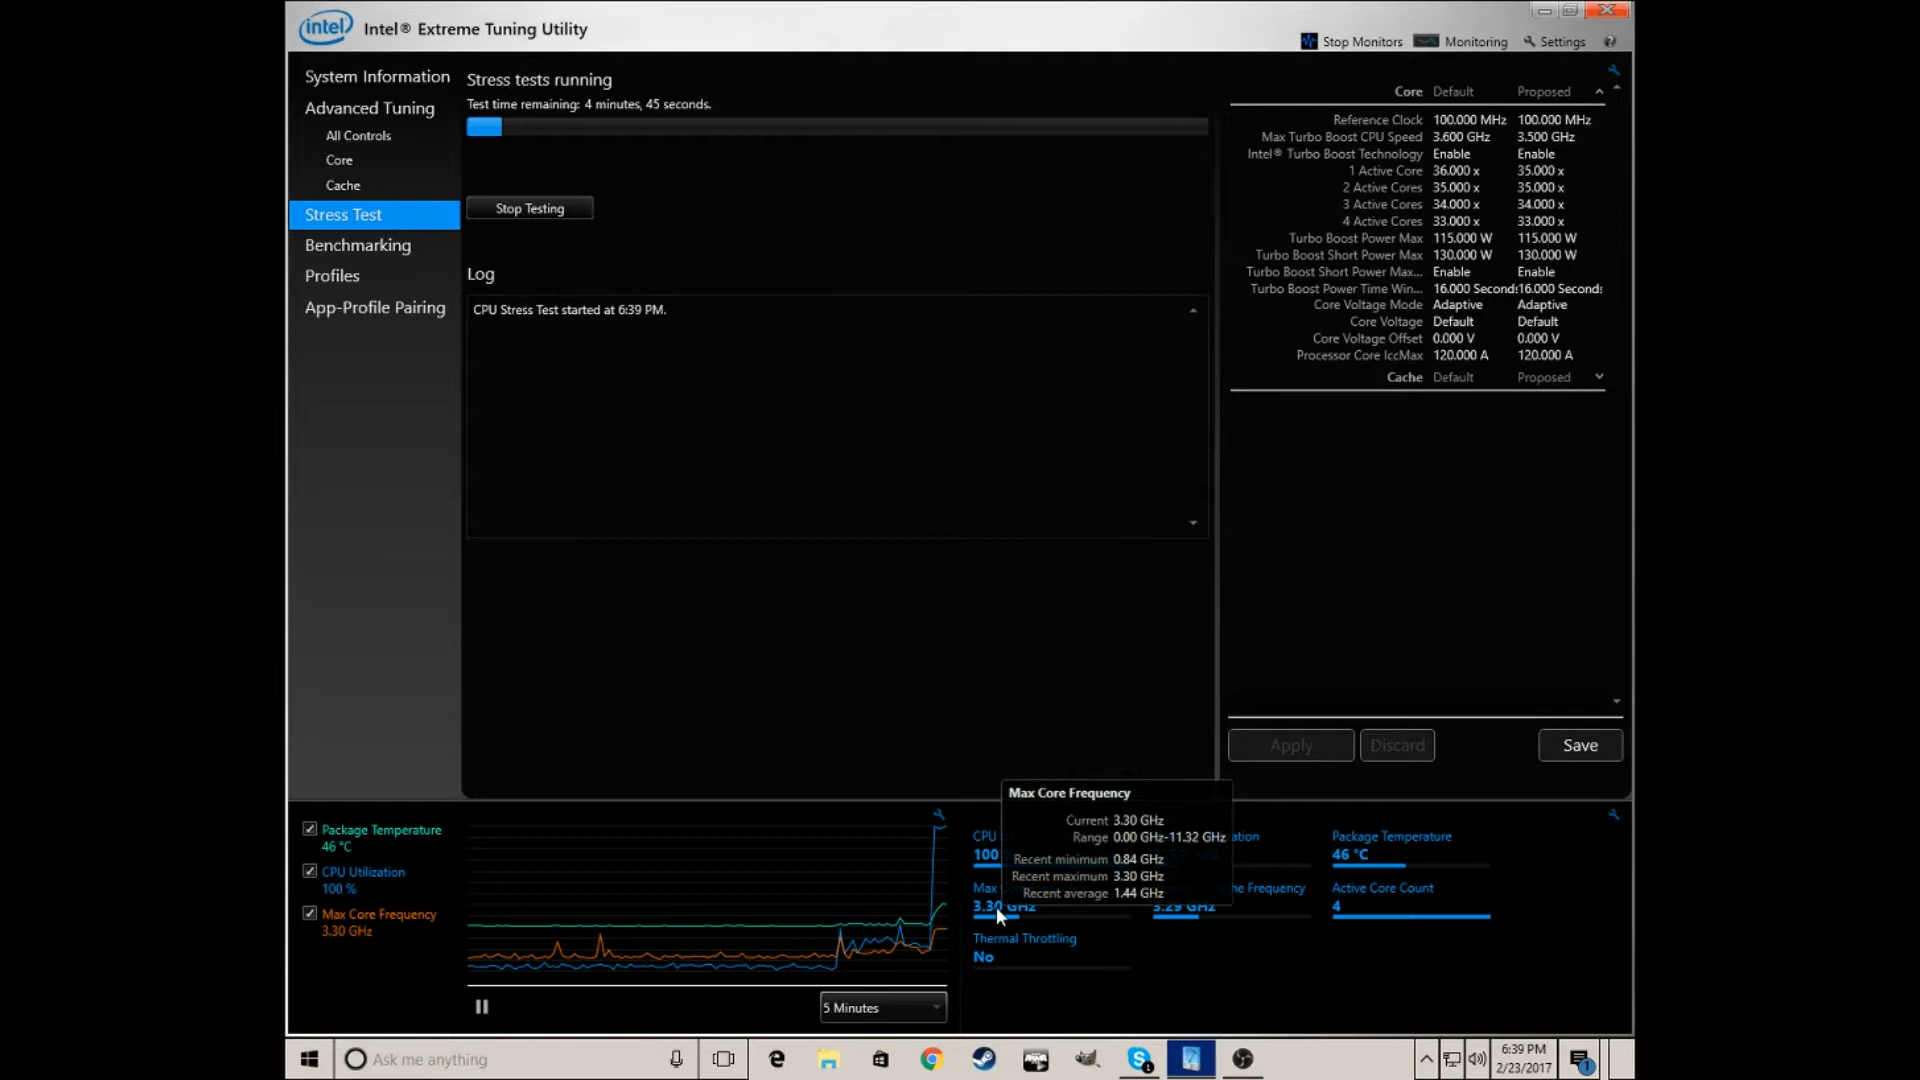 intel
Intel® Extreme Tuning Utility
Stop Monitors
Monitoring
Settings
?
System Information
Advanced Tuning
All Controls
Core
Cache
Stress Test
Benchmarking
Profiles
App-Profile Pairing
Stress tests running
Test time remaining: 4 minutes, 45 seconds.
Stop Testing
Log
CPU Stress Test started at 6:39 PM.
Core Default Proposed
Reference Clock 100.000 MHz 100.000 MHz
Max Turbo Boost CPU Speed 3.600 GHz 3.500 GHz
Intel® Turbo Boost Technology Enable Enable
1 Active Core 36.000 x 35.000 x
2 Active Cores 35.000 x 35.000 x
3 Active Cores 34.000 x 34.000 x
4 Active Cores 33.000 x 33.000 x
Turbo Boost Power Max 115.000 W 115.000 W
Turbo Boost Short Power Max 130.000 W 130.000 W
Turbo Boost Short Power Max... Enable Enable
Turbo Boost Power Time Win... 16.000 Second: 16.000 Second:
Core Voltage Mode Adaptive Adaptive
Core Voltage Default Default
Core Voltage Offset 0.000 V 0.000 V
Processor Core IccMax 120.000 A 120.000 A
Cache Default Proposed
Apply
Discard
Save
Package Temperature
46 °C
CPU Utilization
100 %
Max Core Frequency
3.30 GHz
5 Minutes
Max Core Frequency
Current 3.30 GHz
Range 0.00 GHz-11.32 GHz
Recent minimum 0.84 GHz
Recent maximum 3.30 GHz
Recent average 1.44 GHz
CPU
100
ation
Package Temperature
46 °C
Max
3.30 GHz
he Frequency
3.29 GHz
Active Core Count
4
Thermal Throttling
No
Ask me anything
6:39 PM
2/23/2017
1
1